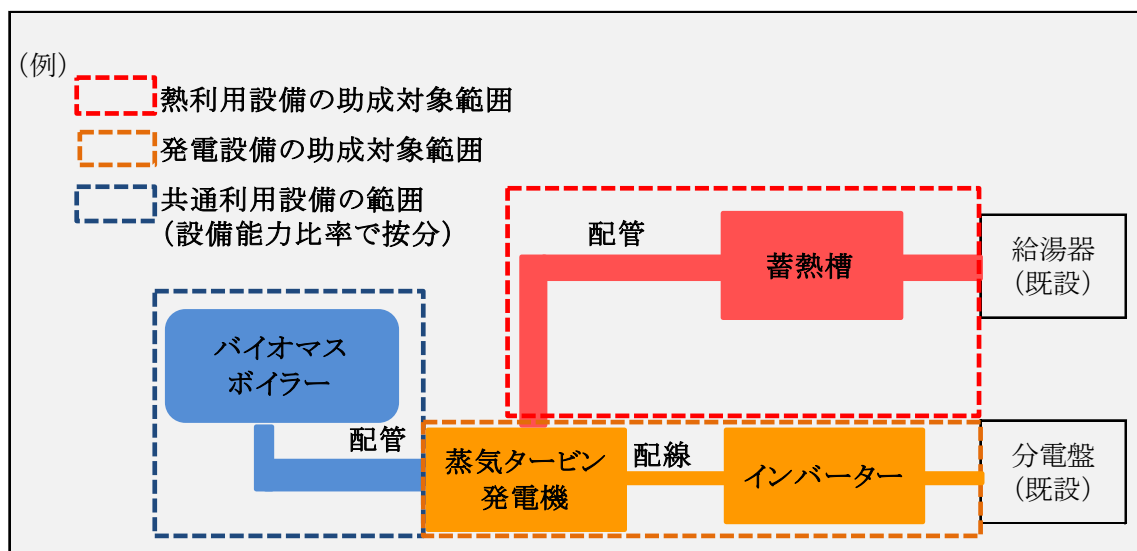 (例)
熱利用設備の助成対象範囲
発電設備の助成対象範囲
共通利用設備の範囲
(設備能力比率で按分)
配管
蓄熱槽
給湯器
(既設)
バイオマス
ボイラー
配管
蒸気タービン
発電機
配線
インバーター
分電盤
(既設)